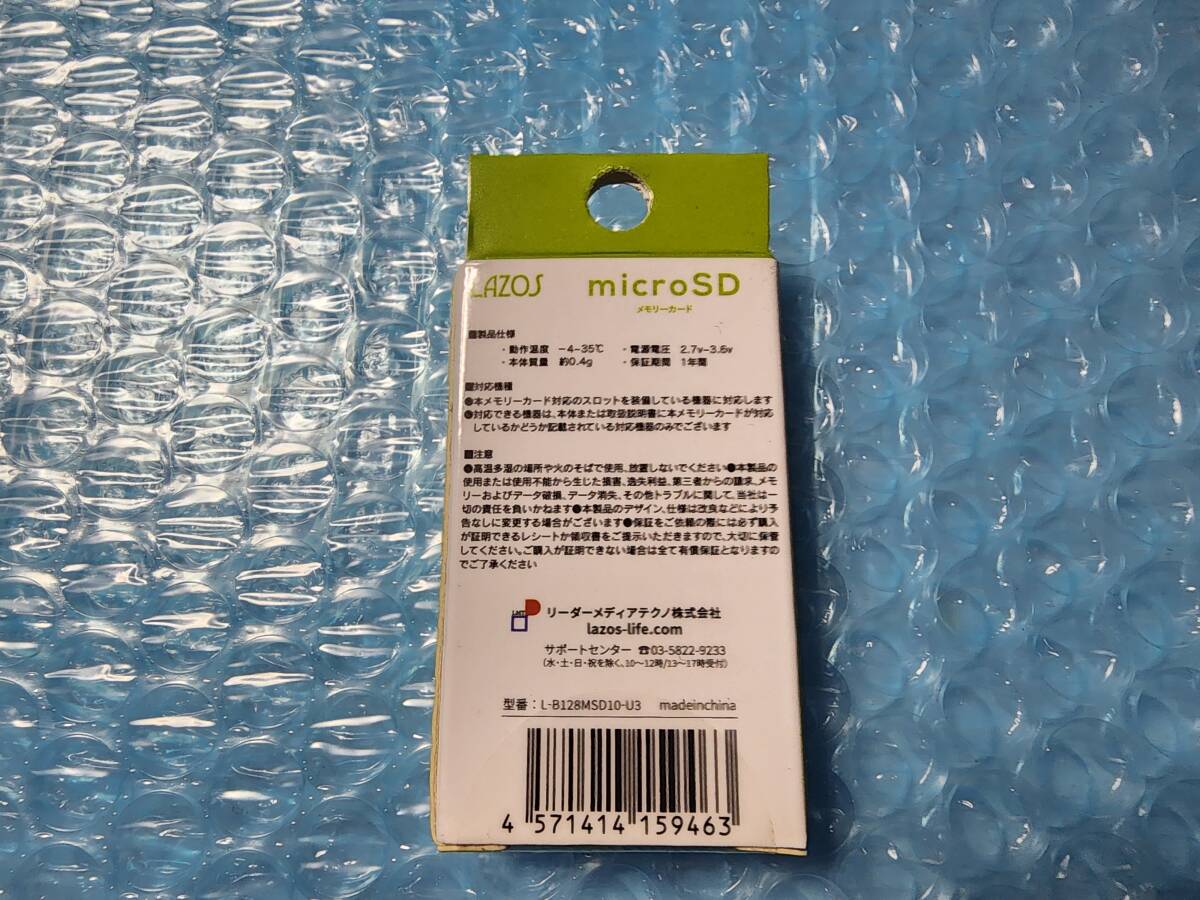 LAZOS microSD
メモリーカード
■製品仕様
・動作温度 −4~35℃ ・電源電圧 2.7v-3.6v
・本体質量 約0.4g ・保証期間 1年間
■対応機種
●本メモリーカード対応のスロットを装備している機器に対応します
●対応できる機器は、本体または取扱説明書に本メモリーカードが対応
しているかどうか記載されている対応機器のみでございます
■注意
●高温多湿の場所や火のそばで使用、放置しないでください●本製品の
使用または使用不能から生じた損害、逸失利益、第三者からの請求、メモ
リーおよびデータ破損、データ消失、その他トラブルに関して、当社は一
切の責任を負いかねます●本製品のデザイン、仕様は改良などにより予
告なしに変更する場合がございます●保証をご依頼の際には必ず購入
が証明できるレシートか領収書をご提示いただきますので、大切に保管
してください。ご購入が証明できない場合は全て有償保証となりますの
でご了承ください
LMT リーダーメディアテクノ株式会社
lazos-life.com
サポートセンター ☎03-5822-9233
(水・土・日・祝を除く、10〜12時/13〜17時受付)
型番：L-B128MSD10-U3 madeinchina
4 571414 159463